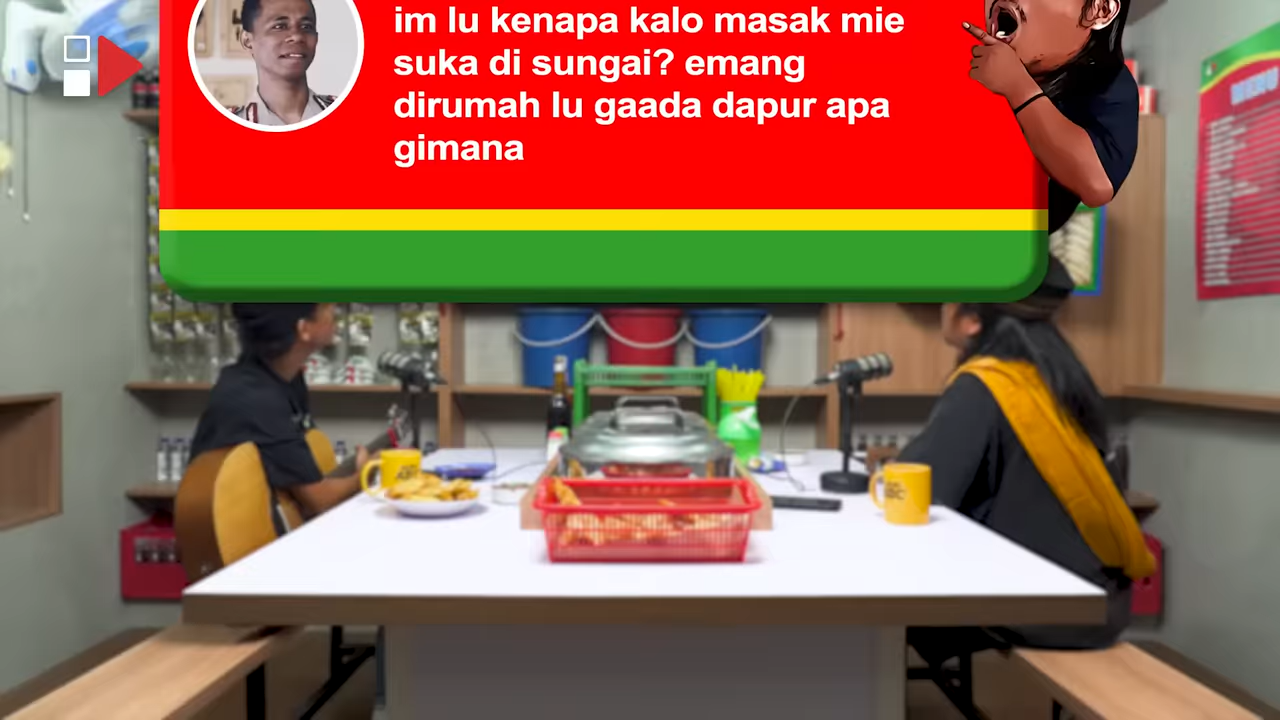 im lu kenapa kalo masak mie
suka di sungai? emang
dirumah lu gaada dapur apa
gimana